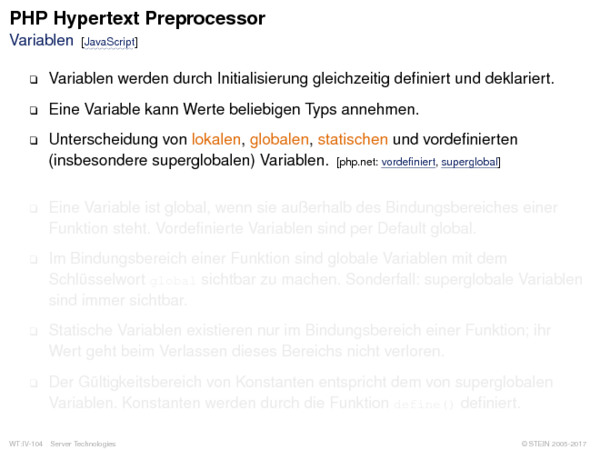 PHP Hypertext Preprocessor
Variablen [JavaScript]
❑ Variablen werden durch Initialisierung gleichzeitig definiert und deklariert.
❑ Eine Variable kann Werte beliebigen Typs annehmen.
❑ Unterscheidung von lokalen, globalen, statischen und vordefinierten
(insbesondere superglobalen) Variablen. [php.net: vordefiniert, superglobal]
❑ Eine Variable ist global, wenn sie außerhalb des Bindungsbereiches einer
Funktion steht. Vordefinierte Variablen sind per Default global.
❑ Im Bindungsbereich einer Funktion sind globale Variablen mit dem
Schlüsselwort global sichtbar zu machen. Sonderfall: superglobale Variablen
sind immer sichtbar.
❑ Statische Variablen existieren nur im Bindungsbereich einer Funktion; ihr
Wert geht beim Verlassen dieses Bereichs nicht verloren.
❑ Der Gültigkeitsbereich von Konstanten entspricht dem von superglobalen
Variablen. Konstanten werden durch die Funktion define() definiert.
WT:IV-104 Server Technologies © STEIN 2005-2017